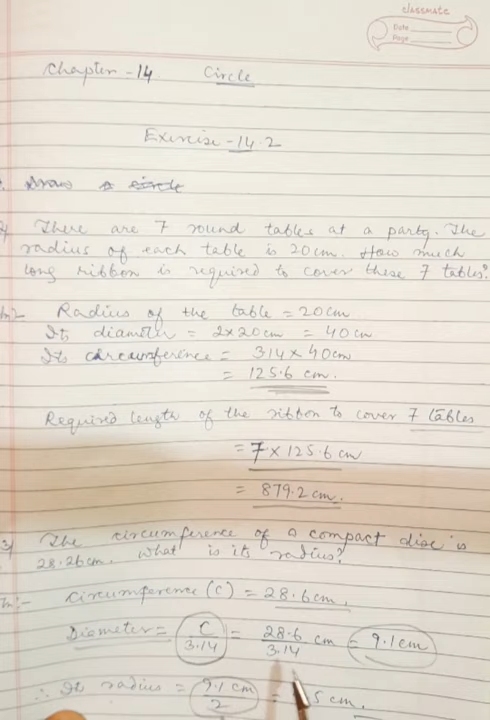 classmate
Date
Page
Chapter - 14. Circle
Exercise - 14.2
Draw a circle
There are 7 round tables at a party. The
radius of each table is 20cm. How much
long ribbon is required to cover these 7 tables?
Radius of the table = 20cm
Its diameter = 2x20cm = 40cm
Its circumference = 314 x 40cm
= 125.6 cm.
Required length of the ribbon to cover 7 tables
= 7 x 125.6 cm
= 879.2 cm.
3) The circumference of a compact disc is
28.26cm. What is its radius?
Circumference (C) = 28.6cm.
Diameter = C/3.14 = 28.6/3.14 cm = 9.1cm
∴ Its radius = 9.1 cm/2 = 5 cm.